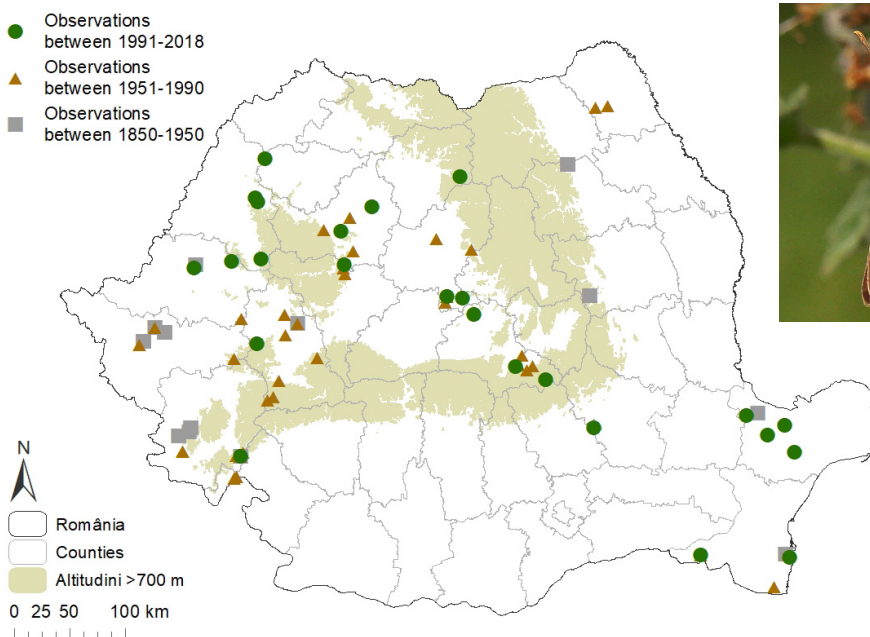 Observations
between 1991-2018
Observations
between 1951-1990
Observations
between 1850-1950
N
România
Counties
Altitudini >700 m
0 25 50 100 km